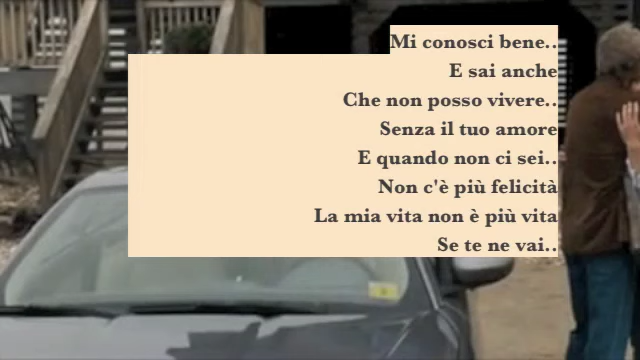 Mi conosci bene..
E sai anche
Che non posso vivere..
Senza il tuo amore
E quando non ci sei..
Non c'è più felicità
La mia vita non è più vita
Se te ne vai..